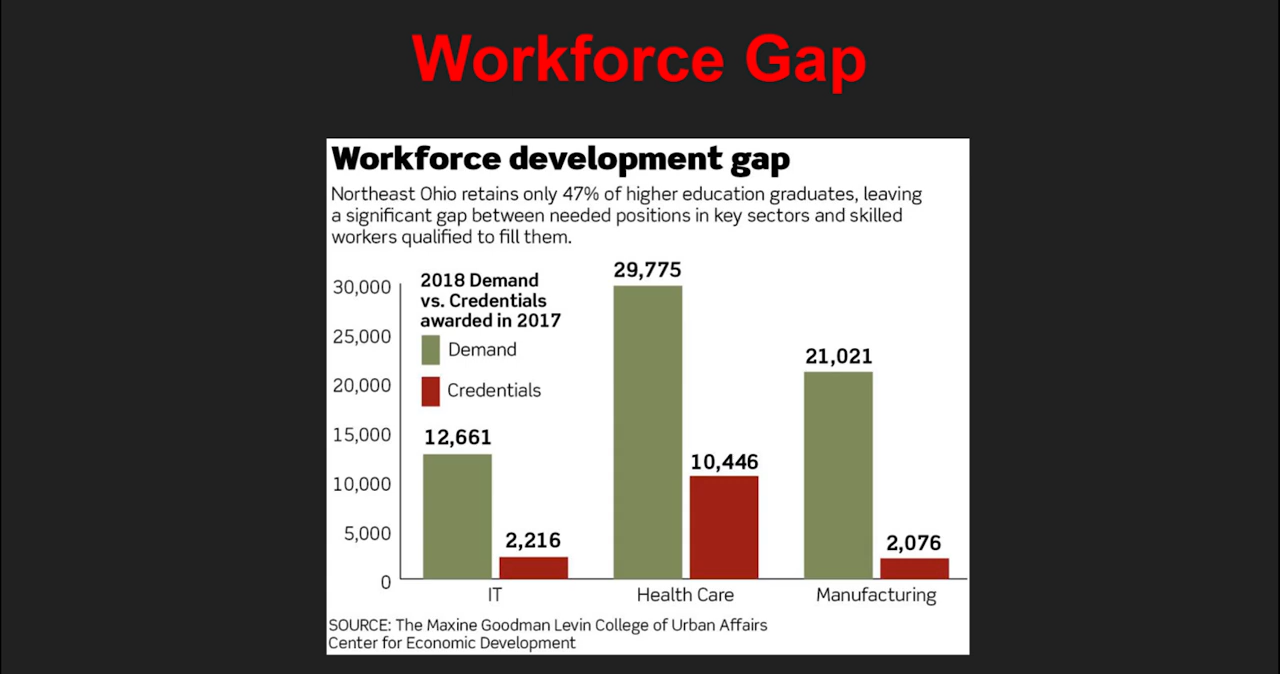 Workforce Gap
Workforce development gap
Northeast Ohio retains only 47% of higher education graduates, leaving
a significant gap between needed positions in key sectors and skilled
workers qualified to fill them.
2018 Demand
vs. Credentials
awarded in 2017
Demand
Credentials
30,000
25,000
20,000
15,000
10,000
5,000
0
12,661
2,216
29,775
10,446
21,021
2,076
IT
Health Care
Manufacturing
SOURCE: The Maxine Goodman Levin College of Urban Affairs
Center for Economic Development